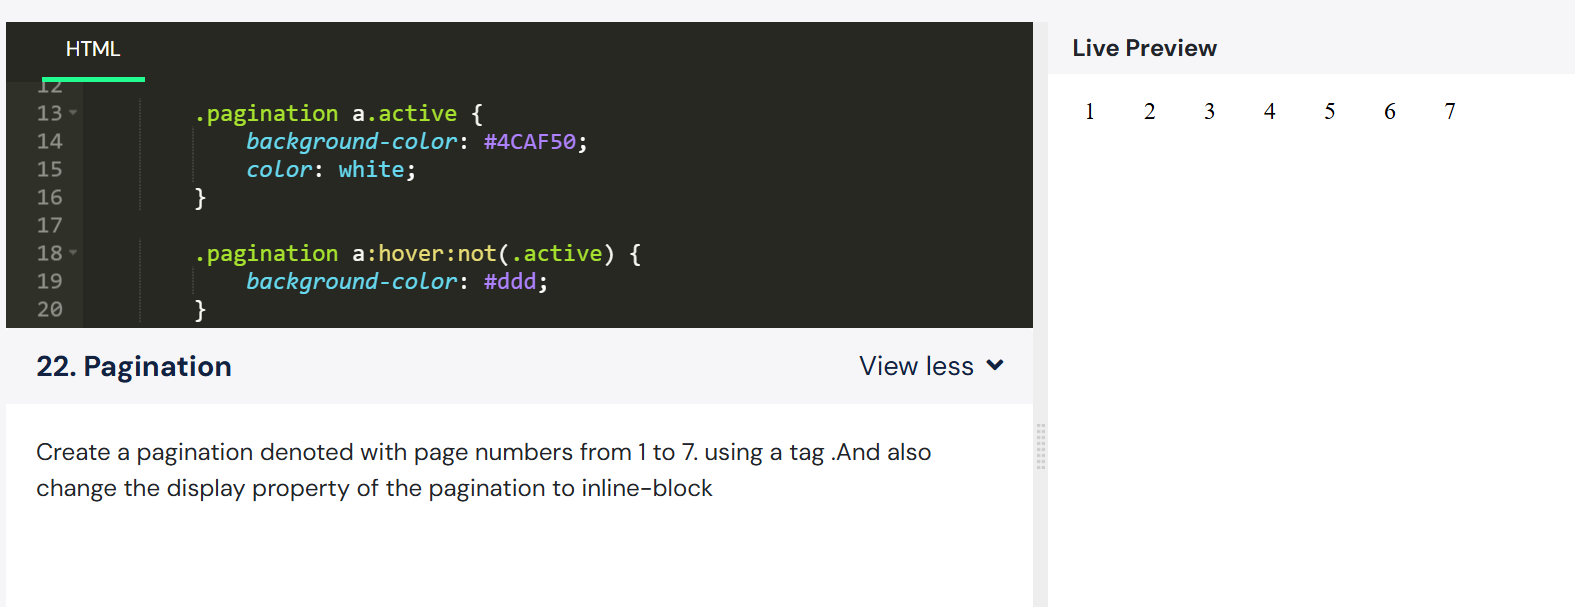 HTML
12
13 .pagination a.active {
14 background-color: #4CAF50;
15 color: white;
16 }
17
18 .pagination a:hover:not(.active) {
19 background-color: #ddd;
20 }
22. Pagination
View less
Create a pagination denoted with page numbers from 1 to 7. using a tag .And also
change the display property of the pagination to inline-block
Live Preview
1 2 3 4 5 6 7